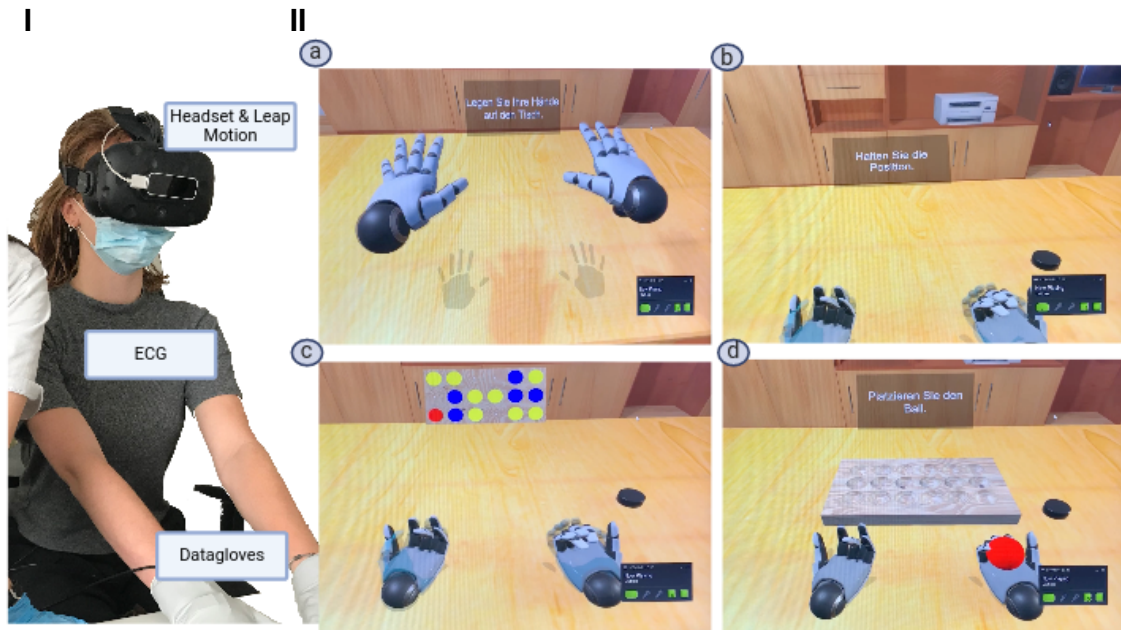 I
II
a
Headset & Leap
Motion
Legen Sie Ihre Hände
auf den Tisch.
b
Halten Sie die
Position.
ECG
c
d
Platzieren Sie den
Ball.
Datagloves